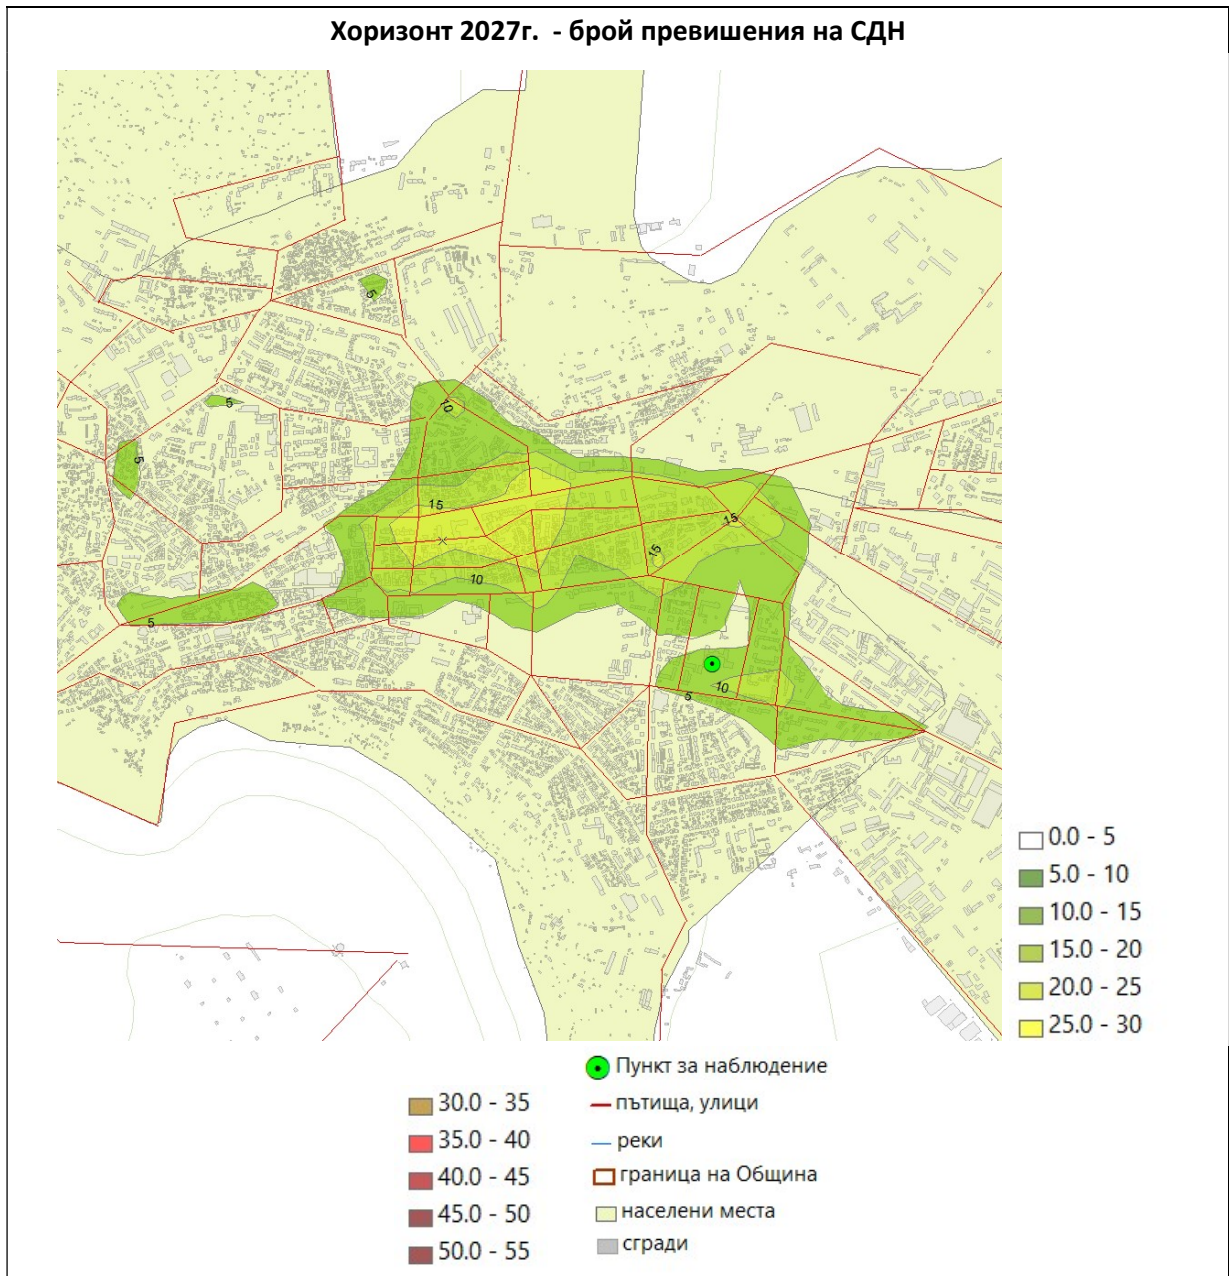 Хоризонт 2027г. - брой превишения на СДН
5
10
5
5
15
15
15
10
5
10
5
0.0 - 5
5.0 - 10
10.0 - 15
15.0 - 20
20.0 - 25
25.0 - 30
Пункт за наблюдение
30.0 - 35
пътища, улици
35.0 - 40
реки
40.0 - 45
граница на Община
45.0 - 50
населени места
50.0 - 55
сгради